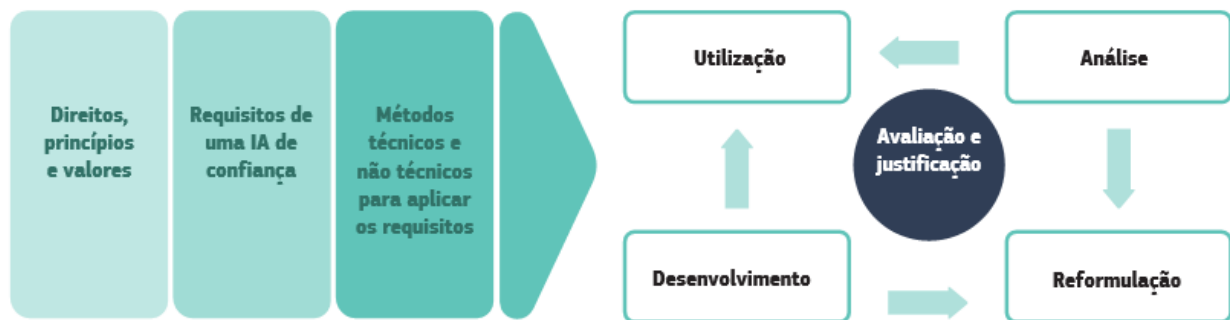 Direitos,
princípios
e valores
Requisitos de
uma IA de
confiança
Métodos
técnicos e
não técnicos
para aplicar
os requisitos
Utilização
Análise
Avaliação e
justificação
Desenvolvimento
Reformulação